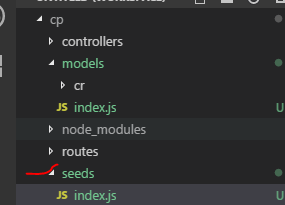 cp
controllers
models
cr
JS index.js U
node_modules
routes
seeds
JS index.js U